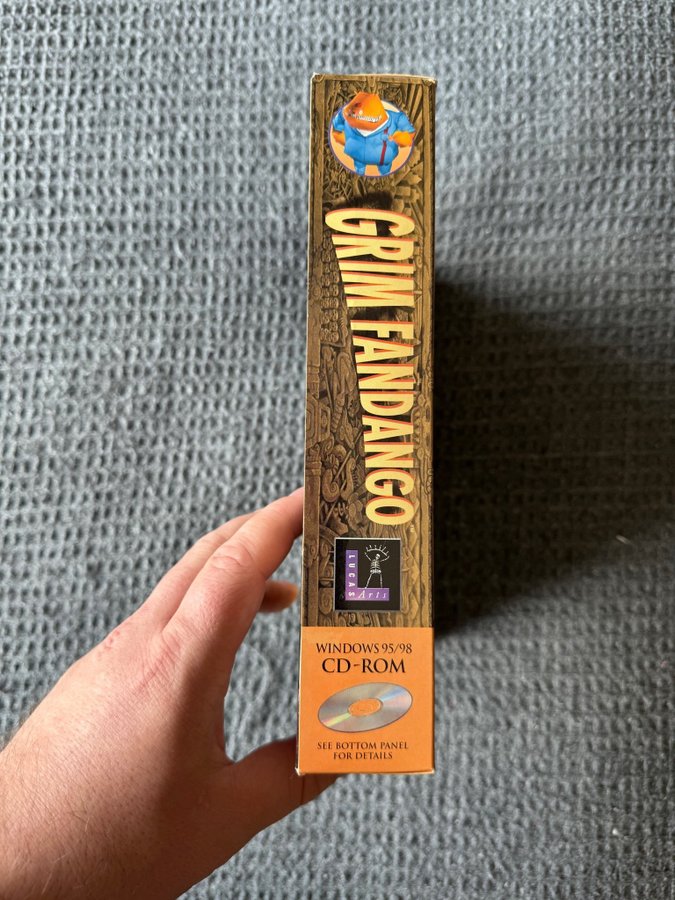 GRIM FANDANGO
LUCAS
Arts
WINDOWS 95/98
CD-ROM
SEE BOTTOM PANEL
FOR DETAILS